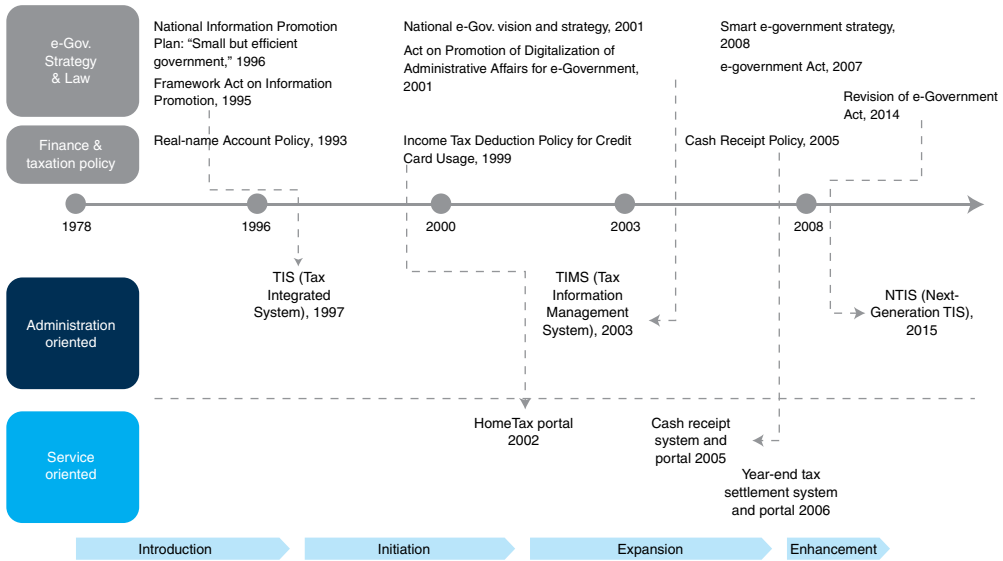 e-Gov.
Strategy
& Law
National Information Promotion
Plan: “Small but efficient
government,” 1996
Framework Act on Information
Promotion, 1995
National e-Gov. vision and strategy, 2001
Act on Promotion of Digitalization of
Administrative Affairs for e-Government,
2001
Smart e-government strategy,
2008
e-government Act, 2007
Revision of e-Government
Act, 2014
Finance &
taxation policy
Real-name Account Policy, 1993
Income Tax Deduction Policy for Credit
Card Usage, 1999
Cash Receipt Policy, 2005
1978
1996
2000
2003
2008
Administration
oriented
TIS (Tax
Integrated
System), 1997
TIMS (Tax
Information
Management
System), 2003
NTIS (Next-
Generation TIS),
2015
Service
oriented
HomeTax portal
2002
Cash receipt
system and
portal 2005
Year-end tax
settlement system
and portal 2006
Introduction
Initiation
Expansion
Enhancement